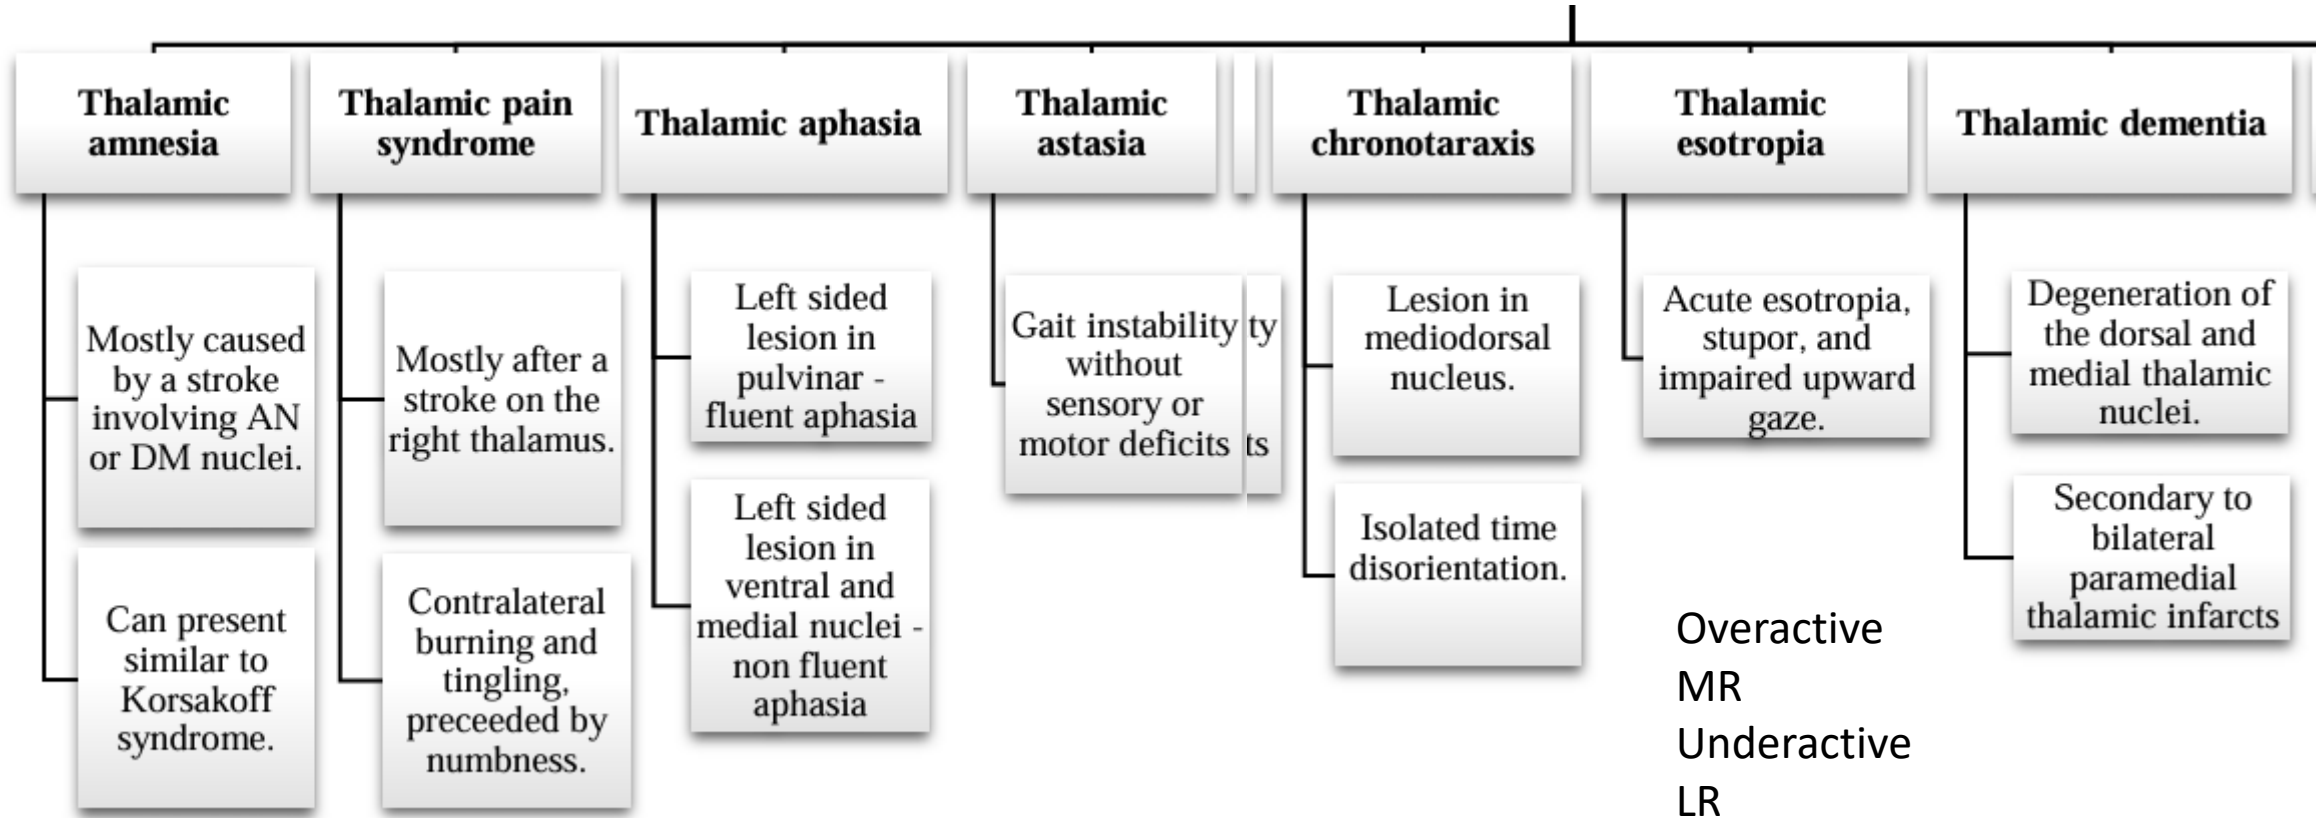 Thalamic
amnesia
Mostly caused
by a stroke
involving AN
or DM nuclei.
Can present
similar to
Korsakoff
syndrome.
Thalamic pain
syndrome
Mostly after a
stroke on the
right thalamus.
Contralateral
burning and
tingling,
preceeded by
numbness.
Thalamic aphasia
Left sided
lesion in
pulvinar -
fluent aphasia
Left sided
lesion in
ventral and
medial nuclei -
non fluent
aphasia
Thalamic
astasia
Gait instability
without
sensory or
motor deficits
ty
ts
Thalamic
chronotaraxis
Lesion in
mediodorsal
nucleus.
Isolated time
disorientation.
Thalamic
esotropia
Acute esotropia,
stupor, and
impaired upward
gaze.
Overactive
MR
Underactive
LR
Thalamic dementia
Degeneration of
the dorsal and
medial thalamic
nuclei.
Secondary to
bilateral
paramedial
thalamic infarcts